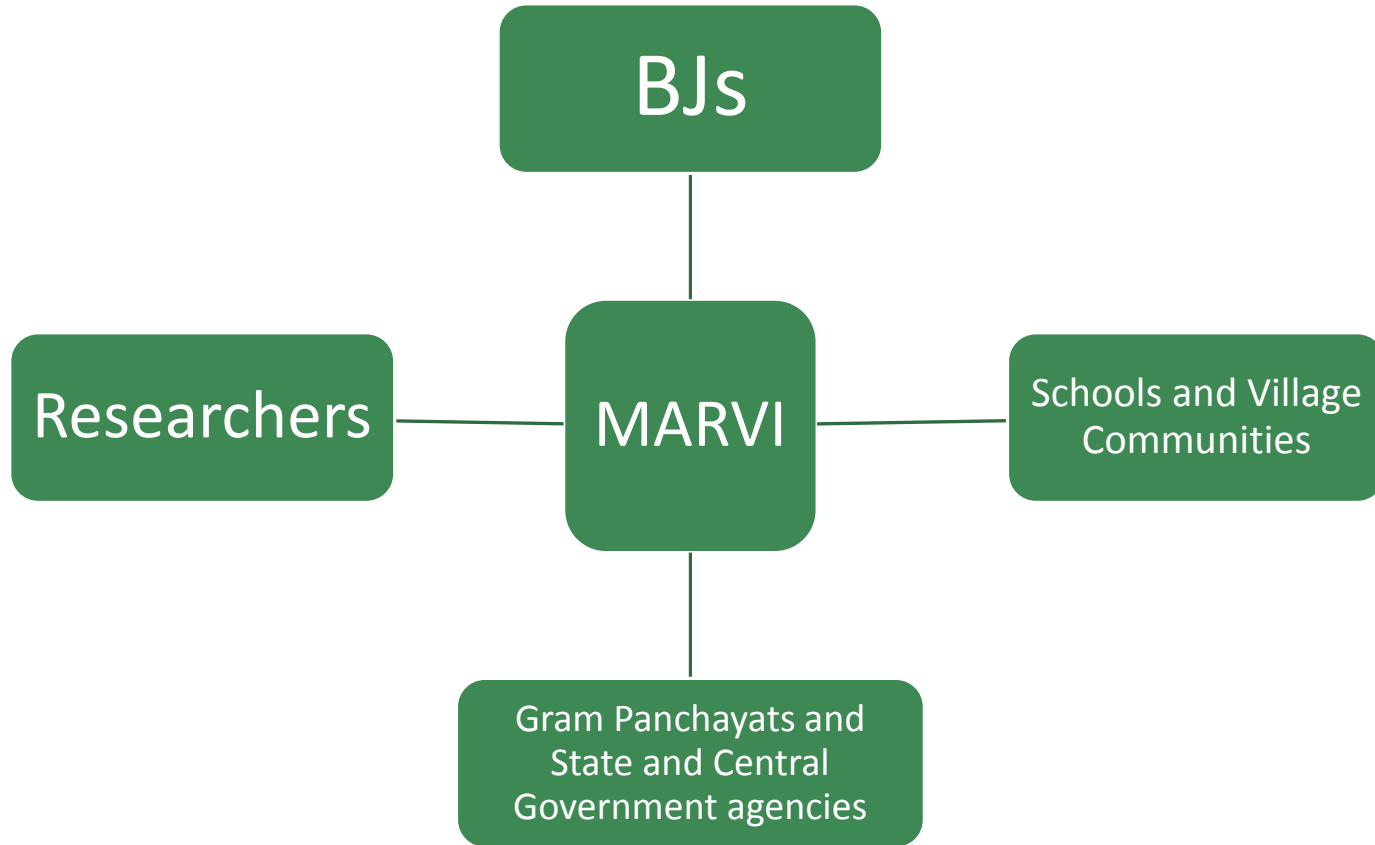 BJs
Researchers
MARVI
Schools and Village
Communities
Gram Panchayats and
State and Central
Government agencies